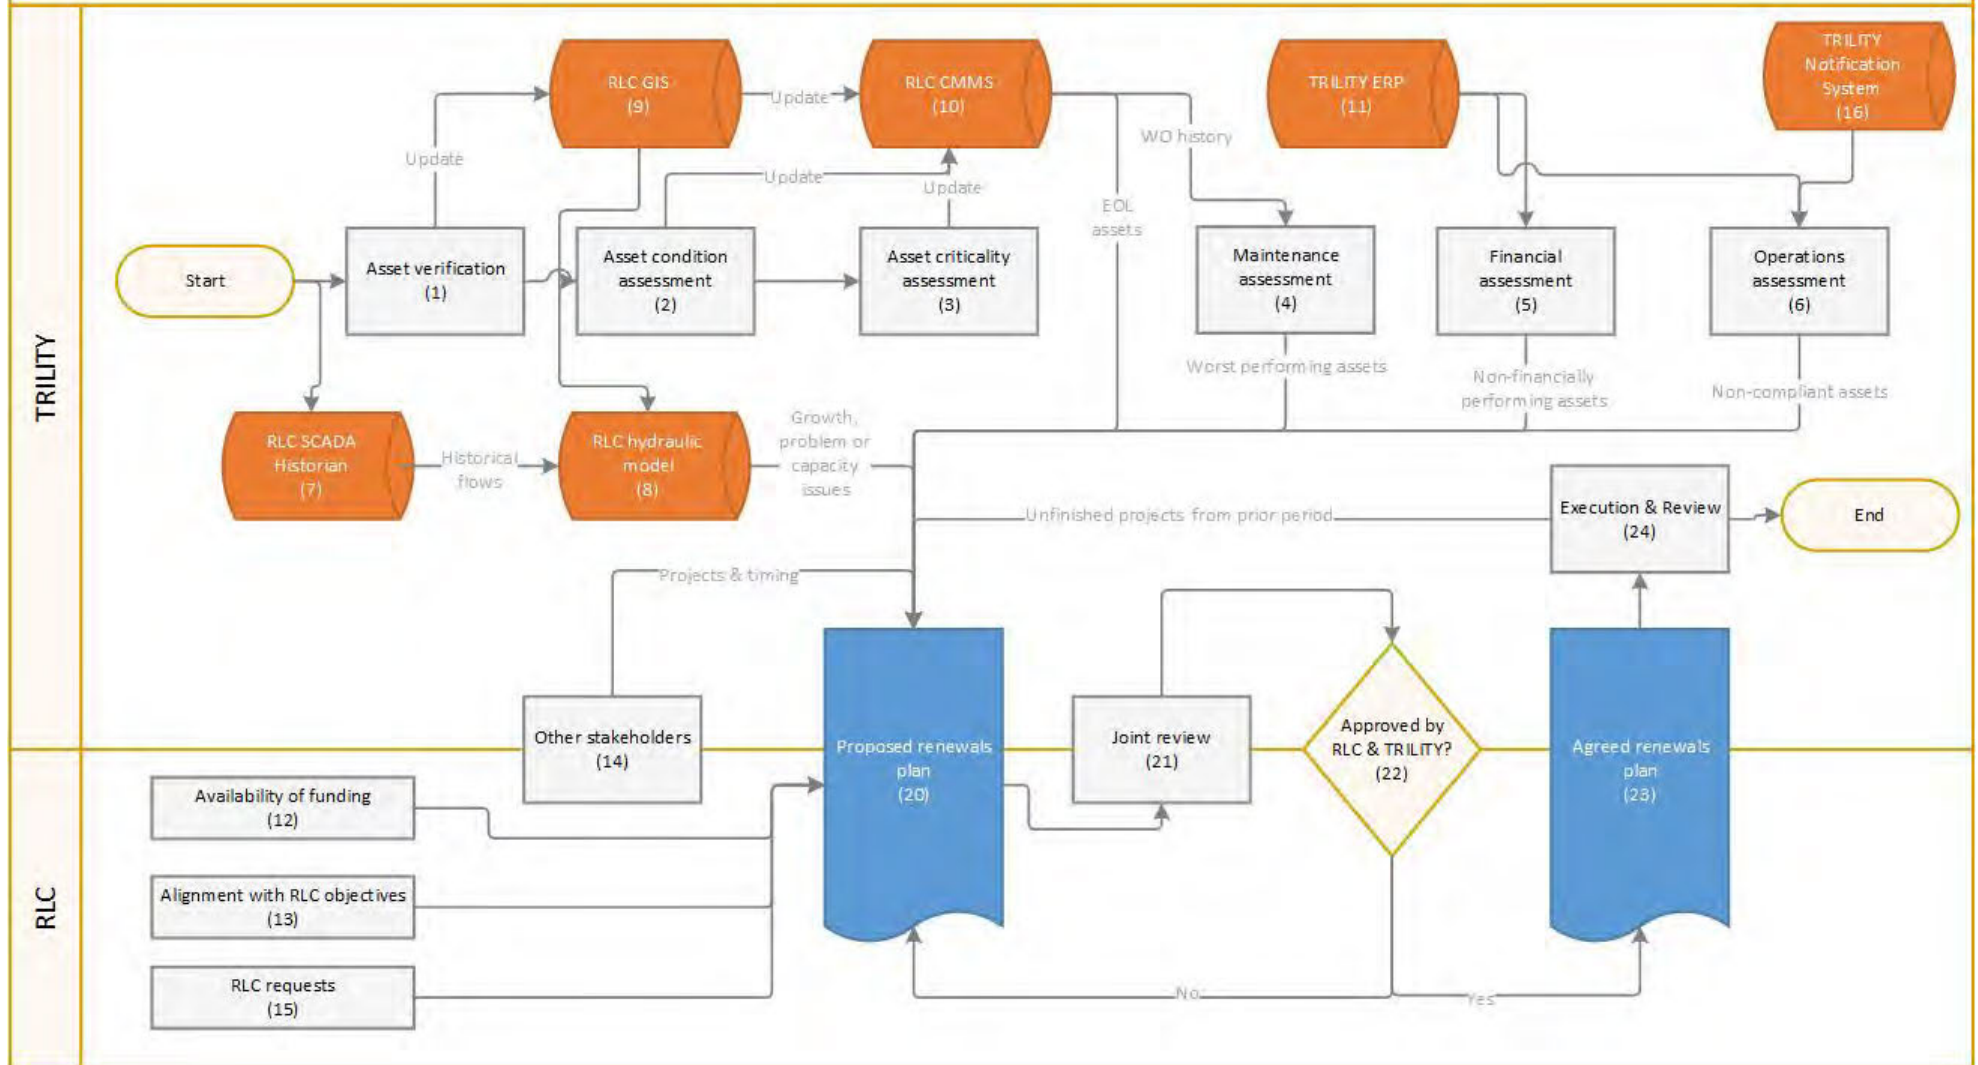 TRILITY
RLC GIS
(9)
Update
RLC CMMS
(10)
TRILITY ERP
(11)
TRILITY
Notification
System
(16)
WO history
Update
Update
Update
EOL
assets
Start
Asset verification
(1)
Asset condition
assessment
(2)
Asset criticality
assessment
(3)
Maintenance
assessment
(4)
Financial
assessment
(5)
Operations
assessment
(6)
Worst performing assets
Non-financially
performing assets
Non-compliant assets
RLC SCADA
Historian
(7)
Historical
flows
RLC hydraulic
model
(8)
Growth,
problem or
capacity
issues
Unfinished projects from prior period
Execution & Review
(24)
End
Projects & timing
Other stakeholders
(14)
Proposed renewals
plan
(20)
Joint review
(21)
Approved by
RLC & TRILITY?
(22)
Agreed renewals
plan
(23)
RLC
Availability of funding
(12)
Alignment with RLC objectives
(13)
RLC requests
(15)
No
Yes